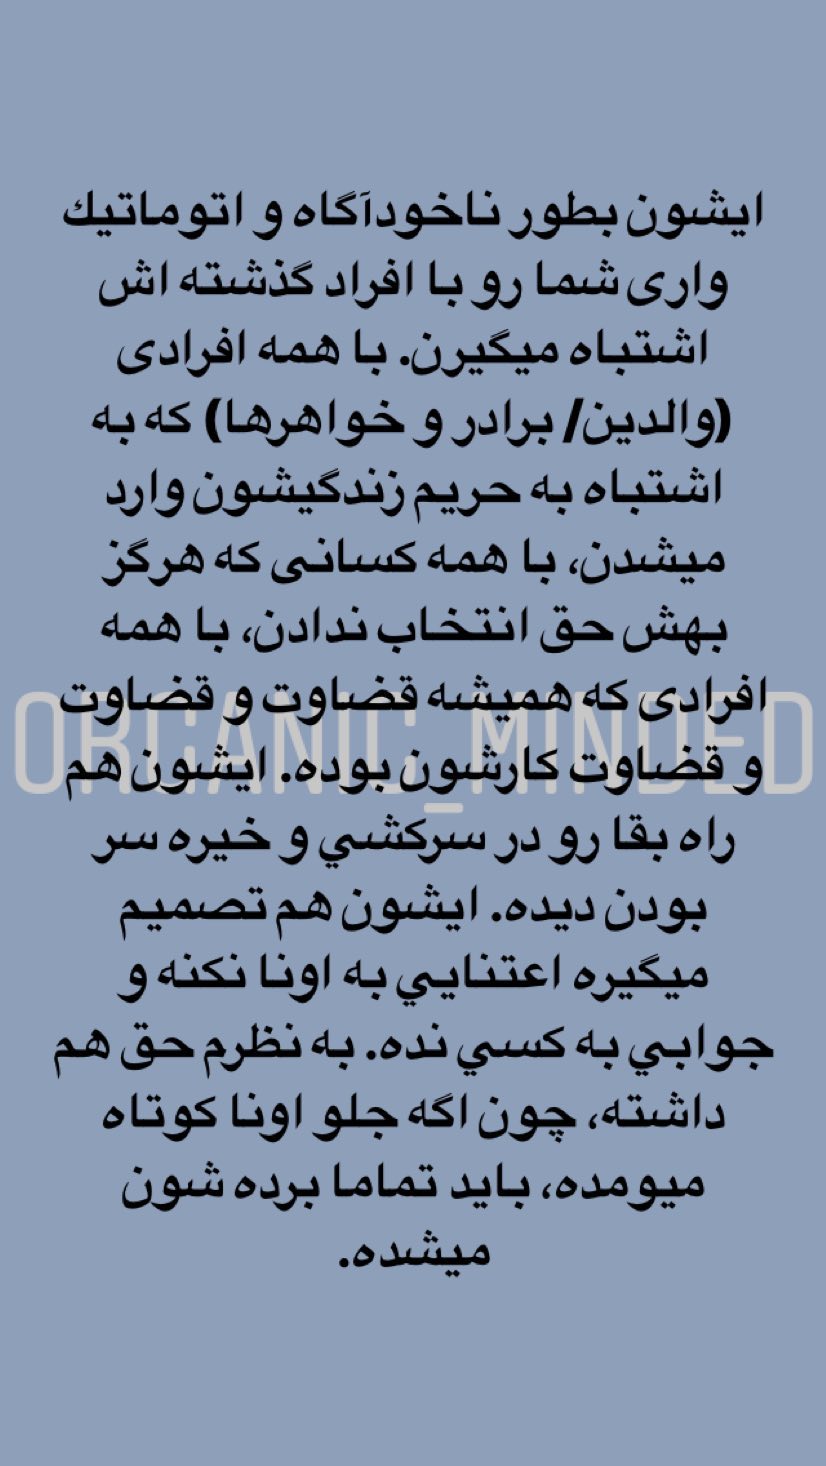 ایشون بطور ناخودآگاه و اتوماتيك
واری شما رو با افراد گذشته اش
اشتباه میگیرن. با همه افرادی
(والدین/ برادر و خواهرها) که به
اشتباه به حریم زندگیشون وارد
میشدن، با همه کسانی که هرگز
بهش حق انتخاب ندادن، با همه
افرادی که همیشه قضاوت و قضاوت
ORGANIC_MINDED
و قضاوت کارشون بوده. ایشون هم
راه بقا رو در سرکشي و خیره سر
بودن دیده. ایشون هم تصمیم
میگیره اعتنايي به اونا نکنه و
جوابي به کسي نده. به نظرم حق هم
داشته، چون اگه جلو اونا کوتاه
میومده، باید تماما برده شون
میشده.